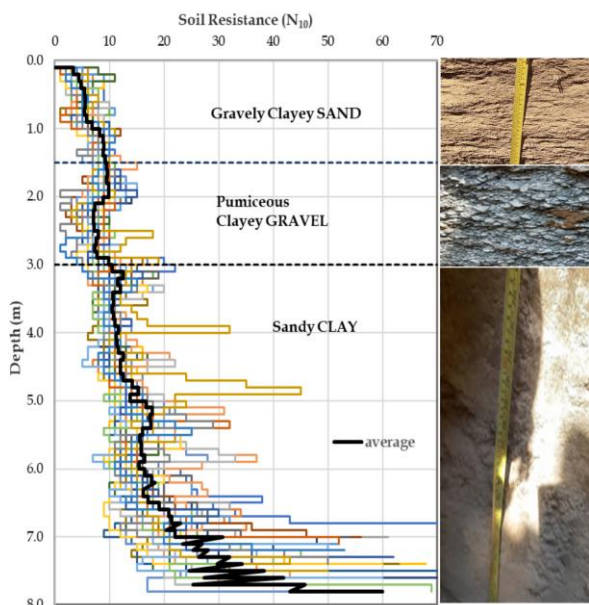 Soil Resistance (N₁₀)
0 10 20 30 40 50 60 70
0.0
Gravely Clayey SAND
1.0
2.0
Pumiceous
Clayey GRAVEL
3.0
Sandy CLAY
4.0
5.0
average
6.0
7.0
8.0
Depth (m)